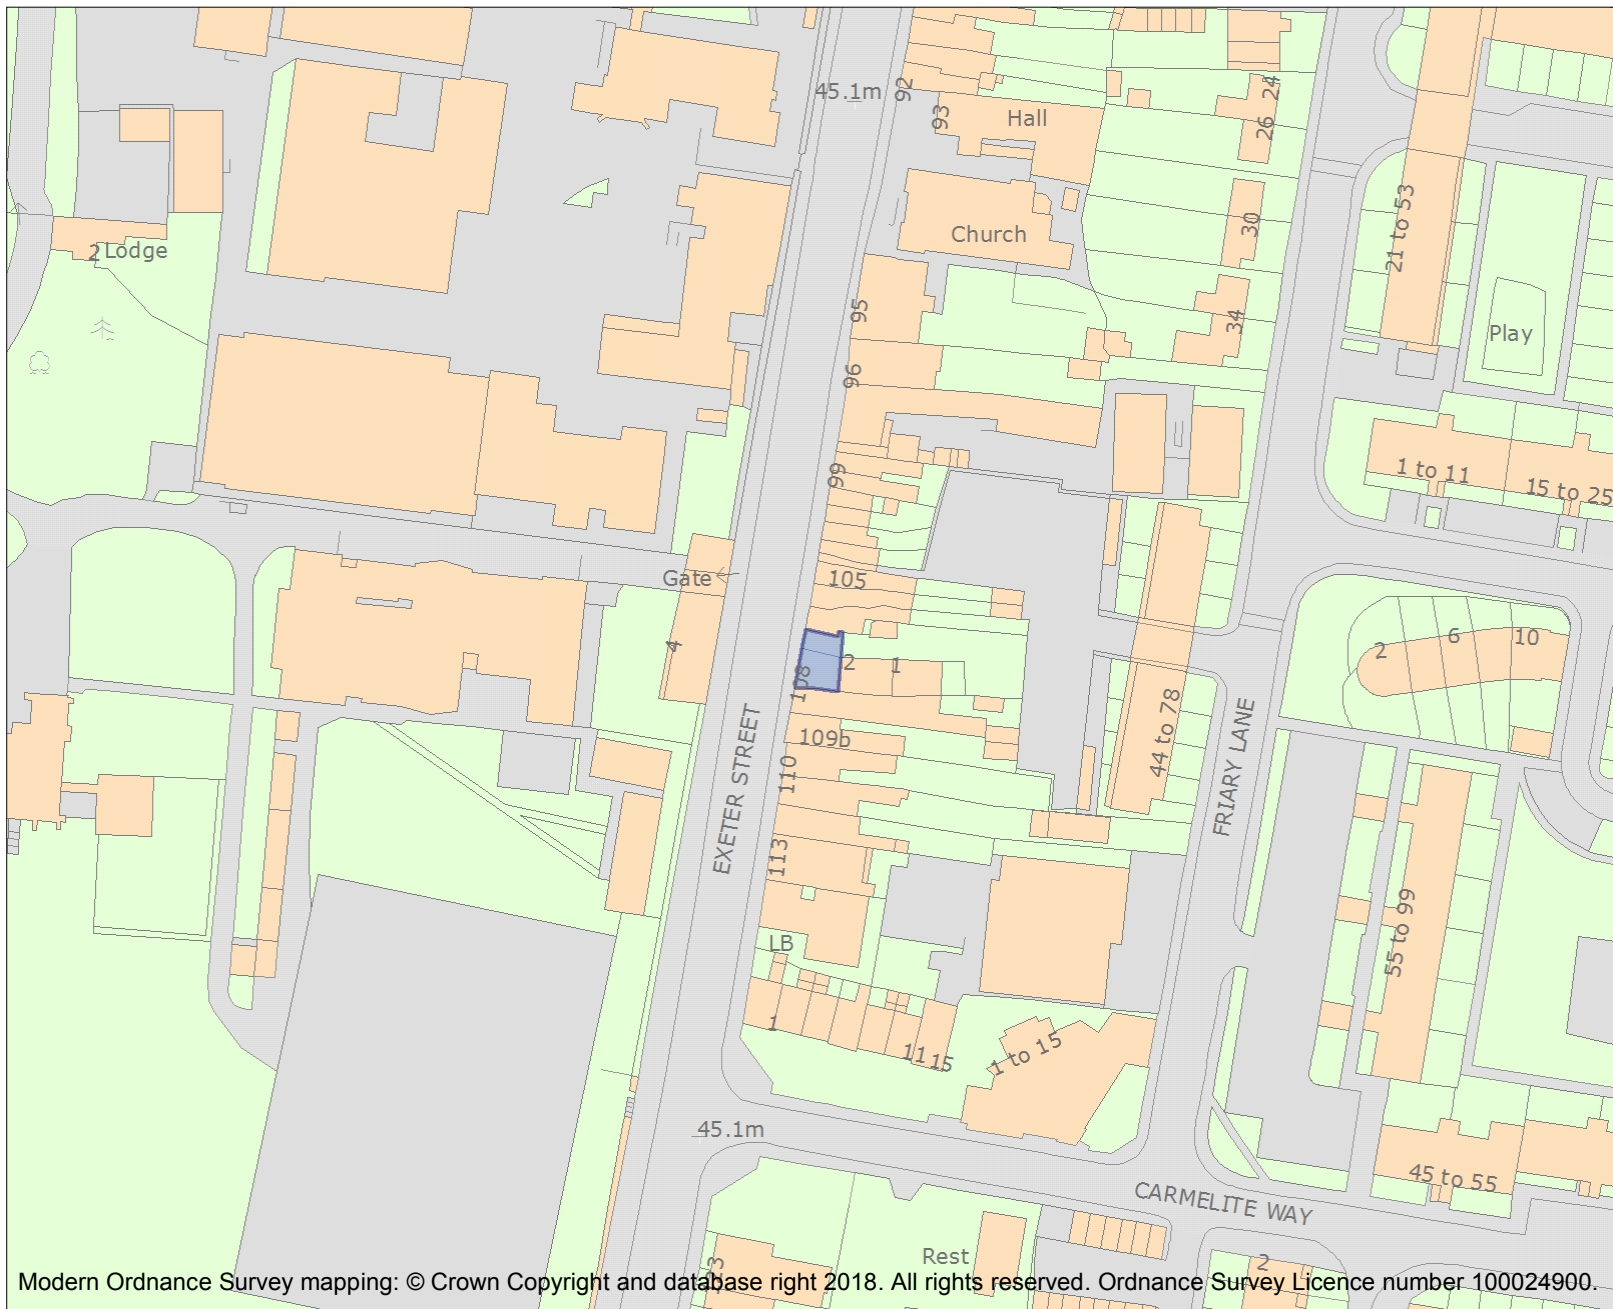 45.1m
92
93
Hall
24
26
Church
30
21 to 53
2 Lodge
95
34
Play
96
99
1 to 11
15 to 25
Gate
105
4
2
1
108
2
6
10
109b
44 to 78
110
EXETER STREET
FRIARY LANE
113
LB
55 to 99
1
11
15
1 to 15
45.1m
45 to 55
CARMELITE WAY
Rest
23
2
Modern Ordnance Survey mapping: © Crown Copyright and database right 2018. All rights reserved. Ordnance Survey Licence number 100024900.